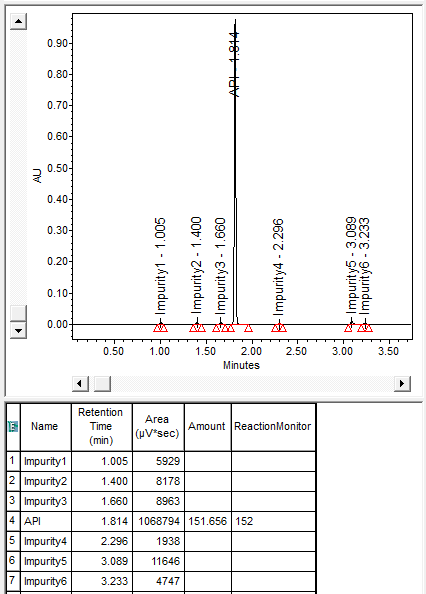 0.90
0.80
0.70
0.60
0.50
0.40
0.30
0.20
0.10
0.00
AU
Impurity1 - 1.005
Impurity2 - 1.400
Impurity3 - 1.660
API - 1.814
Impurity4 - 2.296
Impurity5 - 3.089
Impurity6 - 3.233
0.50 1.00 1.50 2.00 2.50 3.00 3.50
Minutes
Name Retention Time (min) Area (µV*sec) Amount ReactionMonitor
1 Impurity1 1.005 5929
2 Impurity2 1.400 8178
3 Impurity3 1.660 8963
4 API 1.814 1068794 151.656 152
5 Impurity4 2.296 1938
6 Impurity5 3.089 11646
7 Impurity6 3.233 4747